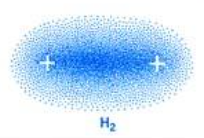 + +
H₂